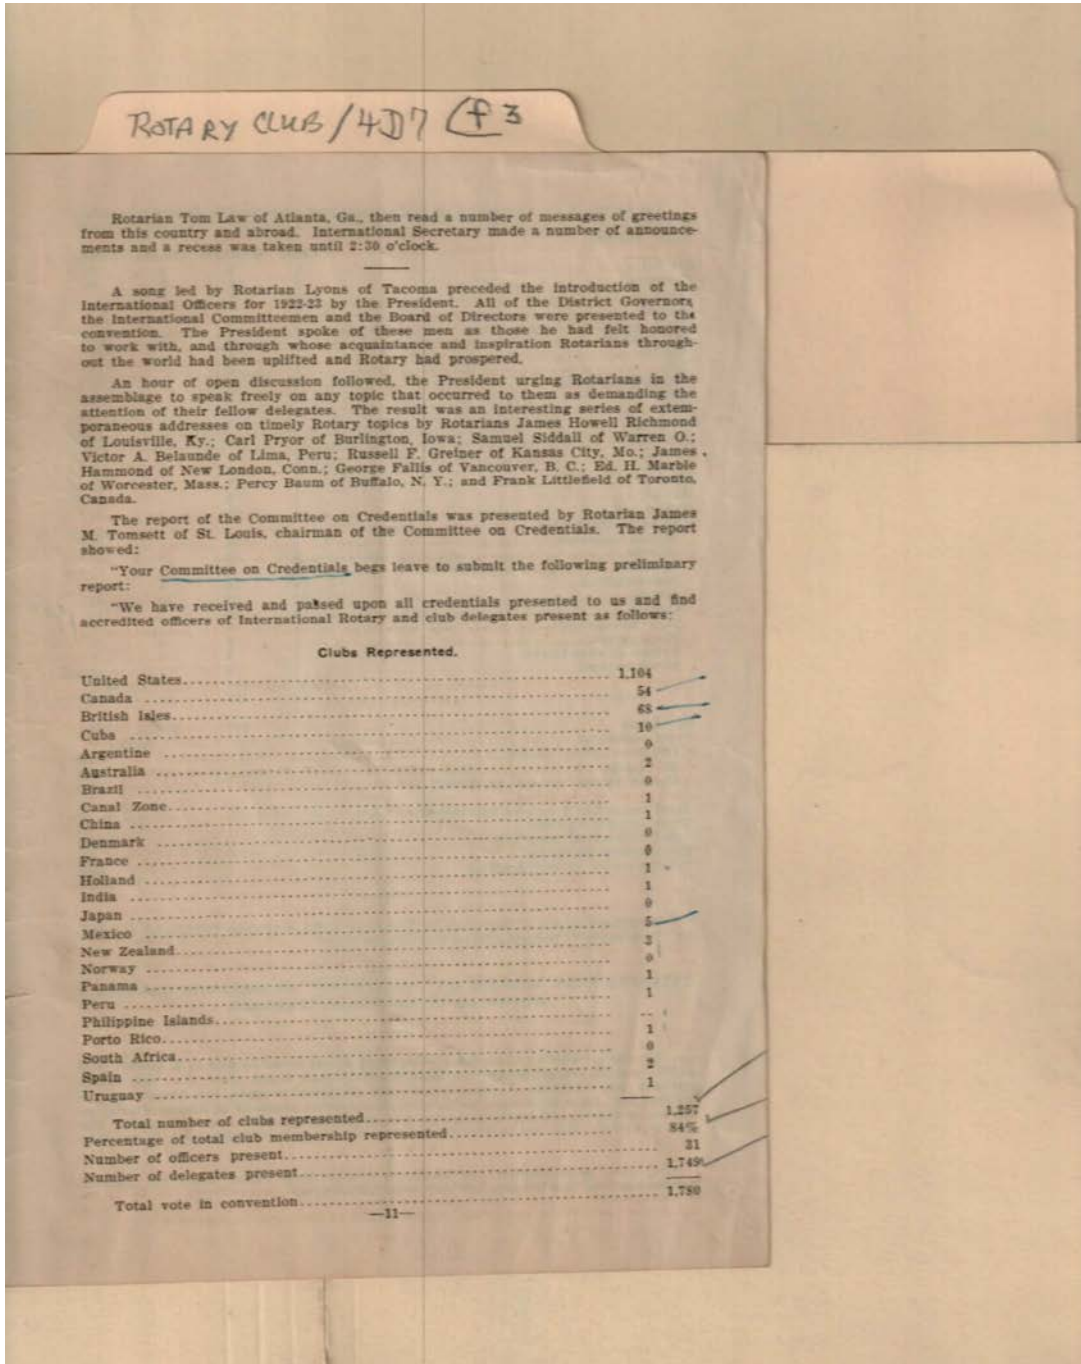 ROTARY CLUB/4D7 f3
Rotarian Tom Law of Atlanta, Ga., then read a number of messages of greetings
from this country and abroad. International Secretary made a number of announce-
ments and a recess was taken until 2:30 o'clock.
A song led by Rotarian Lyons of Tacoma preceded the introduction of the
International Officers for 1922-23 by the President. All of the District Governors
the International Committeemen and the Board of Directors were presented to the
convention. The President spoke of these men as those he had felt honored
to work with, and through whose acquaintance and inspiration Rotarians through-
out the world had been uplifted and Rotary had prospered.
An hour of open discussion followed, the President urging Rotarians in the
assemblage to speak freely on any topic that occurred to them as demanding the
attention of their fellow delegates. The result was an interesting series of extem-
poraneous addresses on timely Rotary topics by Rotarians James Howell Richmond
of Louisville, Ky.; Carl Pryor of Burlington, Iowa; Samuel Siddall of Warren O.;
Victor A. Belaunde of Lima, Peru; Russell F. Greiner of Kansas City, Mo.; James
Hammond of New London, Conn.; George Fallis of Vancouver, B. C.; Ed. H. Marble
of Worcester, Mass.; Percy Baum of Buffalo, N. Y.; and Frank Littlefield of Toronto,
Canada.
The report of the Committee on Credentials was presented by Rotarian James
M. Tomsett of St. Louis, chairman of the Committee on Credentials. The report
showed:
"Your Committee on Credentials begs leave to submit the following preliminary
report:
"We have received and passed upon all credentials presented to us and find
accredited officers of International Rotary and club delegates present as follows:
Clubs Represented.
United States 1,104
Canada 54
British Isles 68
Cuba 10
Argentine 0
Australia 2
Brazil 0
Canal Zone 1
China 1
Denmark 0
France 0
Holland 1
India 1
Japan 0
Mexico 5
New Zealand
Norway 0
Panama 1
Peru 1
Philippine Islands --
Porto Rico 1
South Africa 0
Spain 2
Uruguay 1
Total number of clubs represented 1,257
Percentage of total club membership represented 84%
Number of officers present 31
Number of delegates present 1,749
Total vote in convention 1,780
—11—